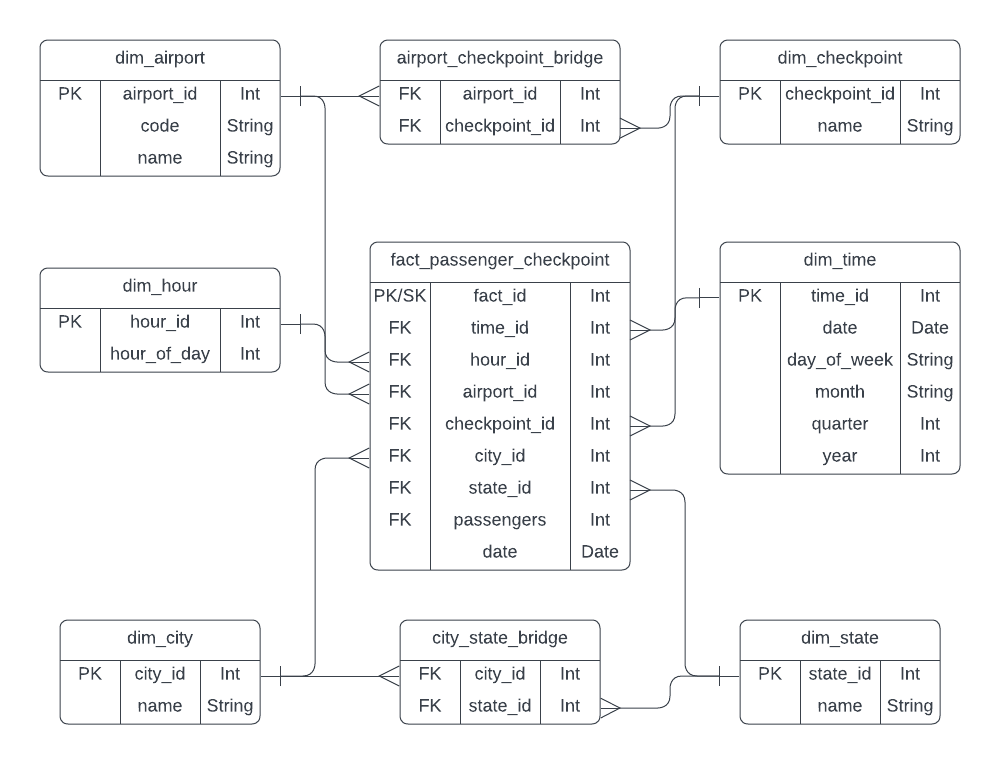 dim_airport
PK airport_id Int
code String
name String
airport_checkpoint_bridge
FK airport_id Int
FK checkpoint_id Int
dim_checkpoint
PK checkpoint_id Int
name String
dim_hour
PK hour_id Int
hour_of_day Int
fact_passenger_checkpoint
PK/SK fact_id Int
FK time_id Int
FK hour_id Int
FK airport_id Int
FK checkpoint_id Int
FK city_id Int
FK state_id Int
FK passengers Int
date Date
dim_time
PK time_id Int
date Date
day_of_week String
month String
quarter Int
year Int
dim_city
PK city_id Int
name String
city_state_bridge
FK city_id Int
FK state_id Int
dim_state
PK state_id Int
name String